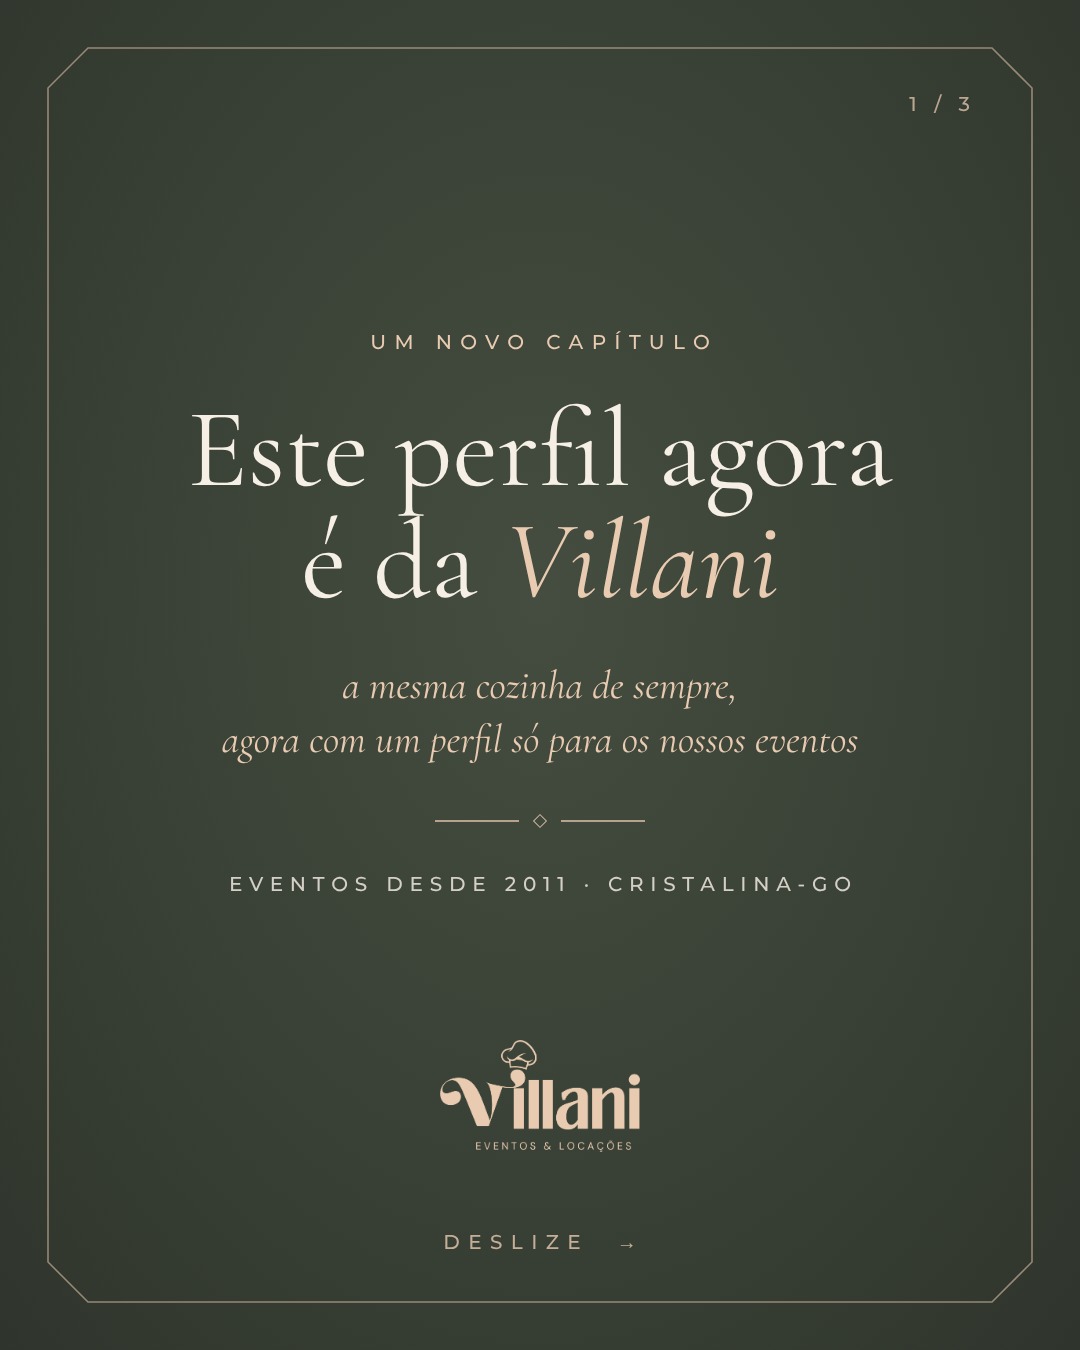 1 / 3
UM NOVO CAPÍTULO
Este perfil agora
é da Villani
a mesma cozinha de sempre,
agora com um perfil só para os nossos eventos
EVENTOS DESDE 2011 · CRISTALINA-GO
Villani
EVENTOS & LOCAÇÕES
DESLIZE →